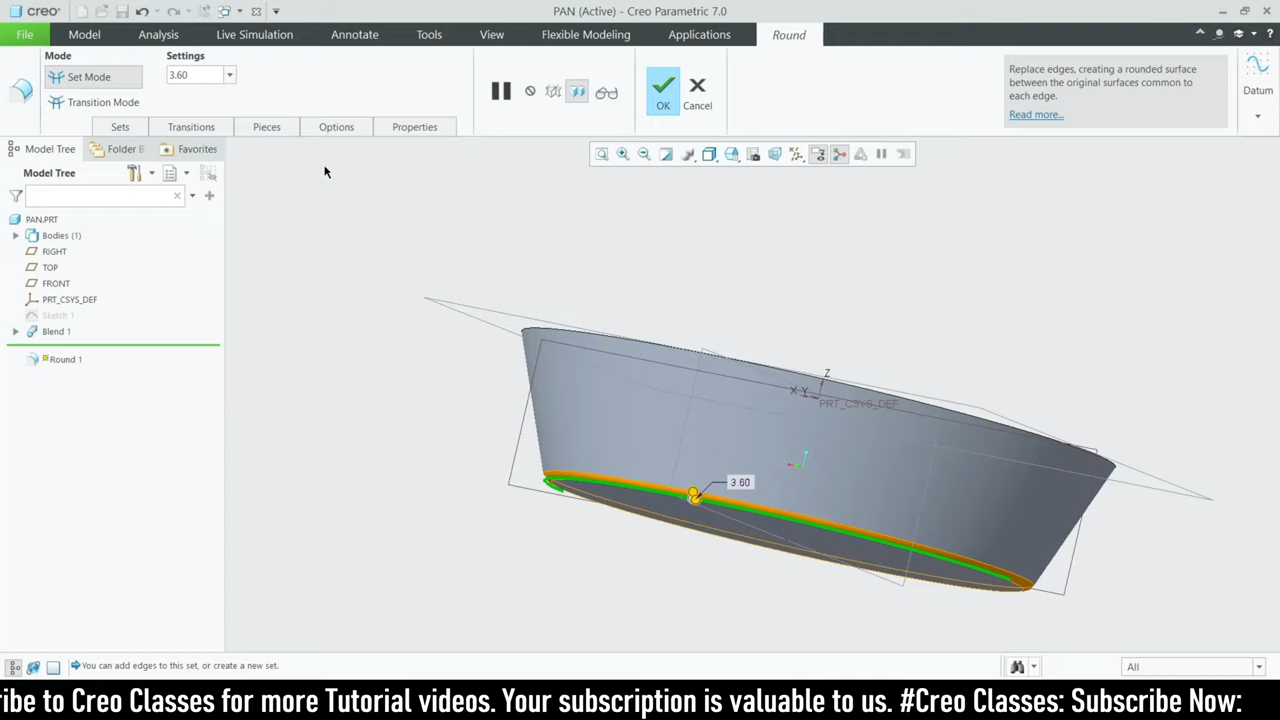 creo
PAN (Active) - Creo Parametric 7.0
File Model Analysis Live Simulation Annotate Tools View Flexible Modeling Applications Round
Mode
Settings
Set Mode
3.60
Transition Mode
OK
Cancel
Replace edges, creating a rounded surface
between the original surfaces common to
each edge.
Read more...
Datum
Sets Transitions Pieces Options Properties
Model Tree Folder B Favorites
Model Tree
PAN.PRT
Bodies (1)
RIGHT
TOP
FRONT
PRT_CSYS_DEF
Sketch 1
Blend 1
Round 1
Z
X Y
PRT_CSYS_DEF
3.60
You can add edges to this set, or create a new set.
All
ribe to Creo Classes for more Tutorial videos. Your subscription is valuable to us. #Creo Classes: Subscribe Now: